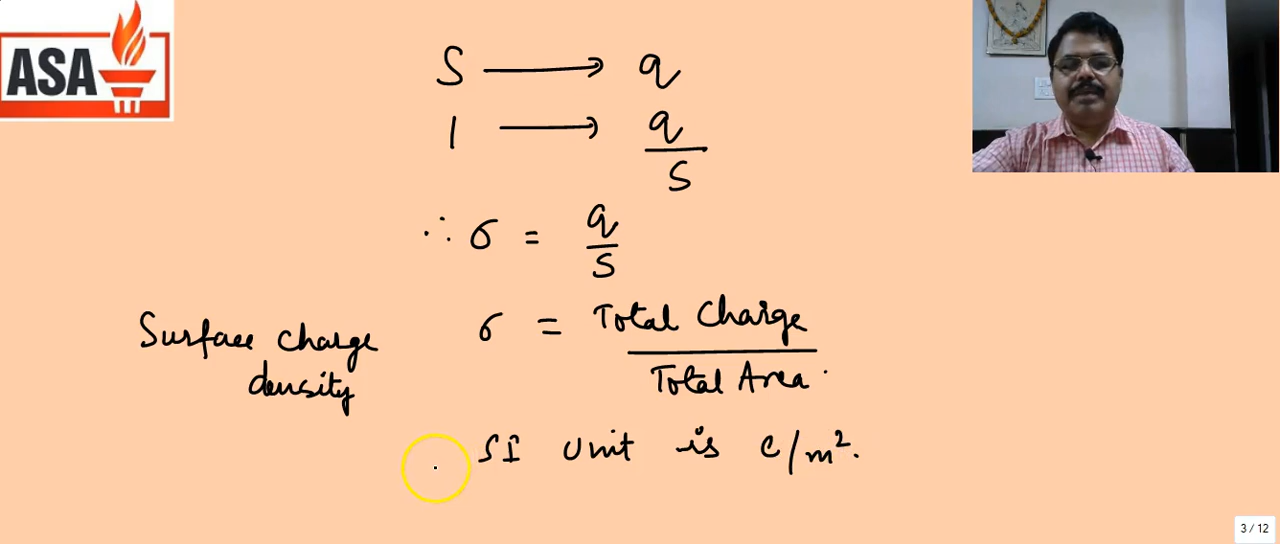 ASA
S → q
1 → q/S
∴ σ = q/S
Surface charge density
σ = Total Charge / Total Area.
SI Unit is C/m².
3 / 12